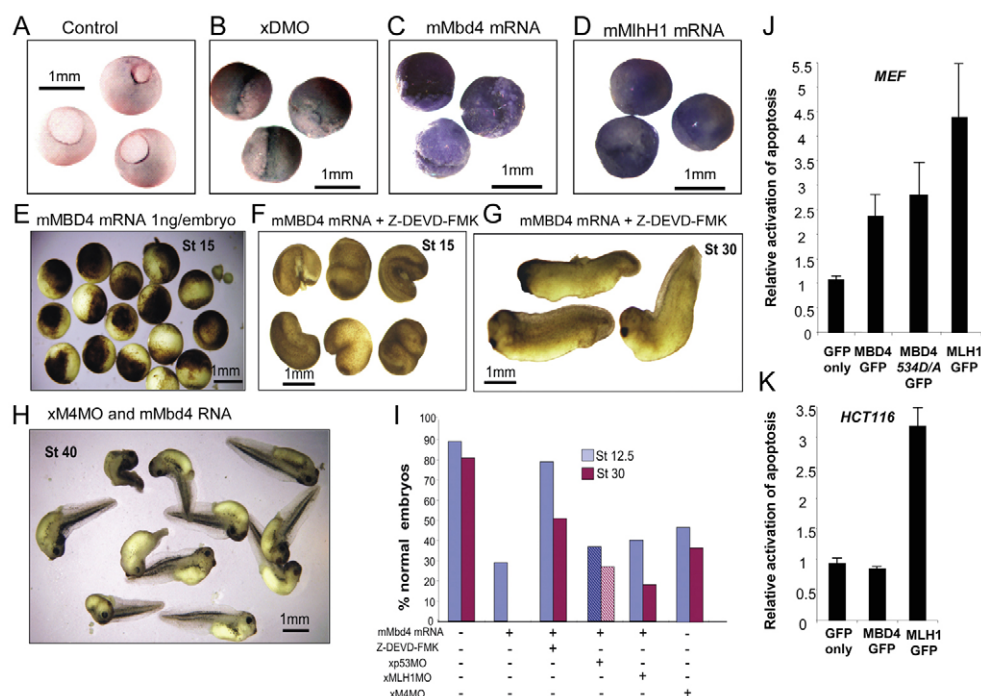 A
Control
1mm
B
xDMO
1mm
C
mMbd4 mRNA
1mm
D
mMlhH1 mRNA
1mm
E
mMBD4 mRNA 1ng/embryo
St 15
1mm
F
mMBD4 mRNA + Z-DEVD-FMK
St 15
1mm
G
mMBD4 mRNA + Z-DEVD-FMK
St 30
1mm
H
xM4MO and mMbd4 RNA
St 40
1mm
I
% normal embryos
100
90
80
70
60
50
40
30
20
10
0
St 12.5
St 30
mMbd4 mRNA - + + + + -
Z-DEVD-FMK - - + - - -
xp53MO - - - + - -
xMLH1MO - - - - + -
xM4MO - - - - - +
J
MEF
Relative activation of apoptosis
5.5
5
4.5
4
3.5
3
2.5
2
1.5
1
0.5
0
GFP only
MBD4 GFP
MBD4 534D/A GFP
MLH1 GFP
K
HCT116
Relative activation of apoptosis
3.5
3
2.5
2
1.5
1
0.5
0
GFP only
MBD4 GFP
MLH1 GFP